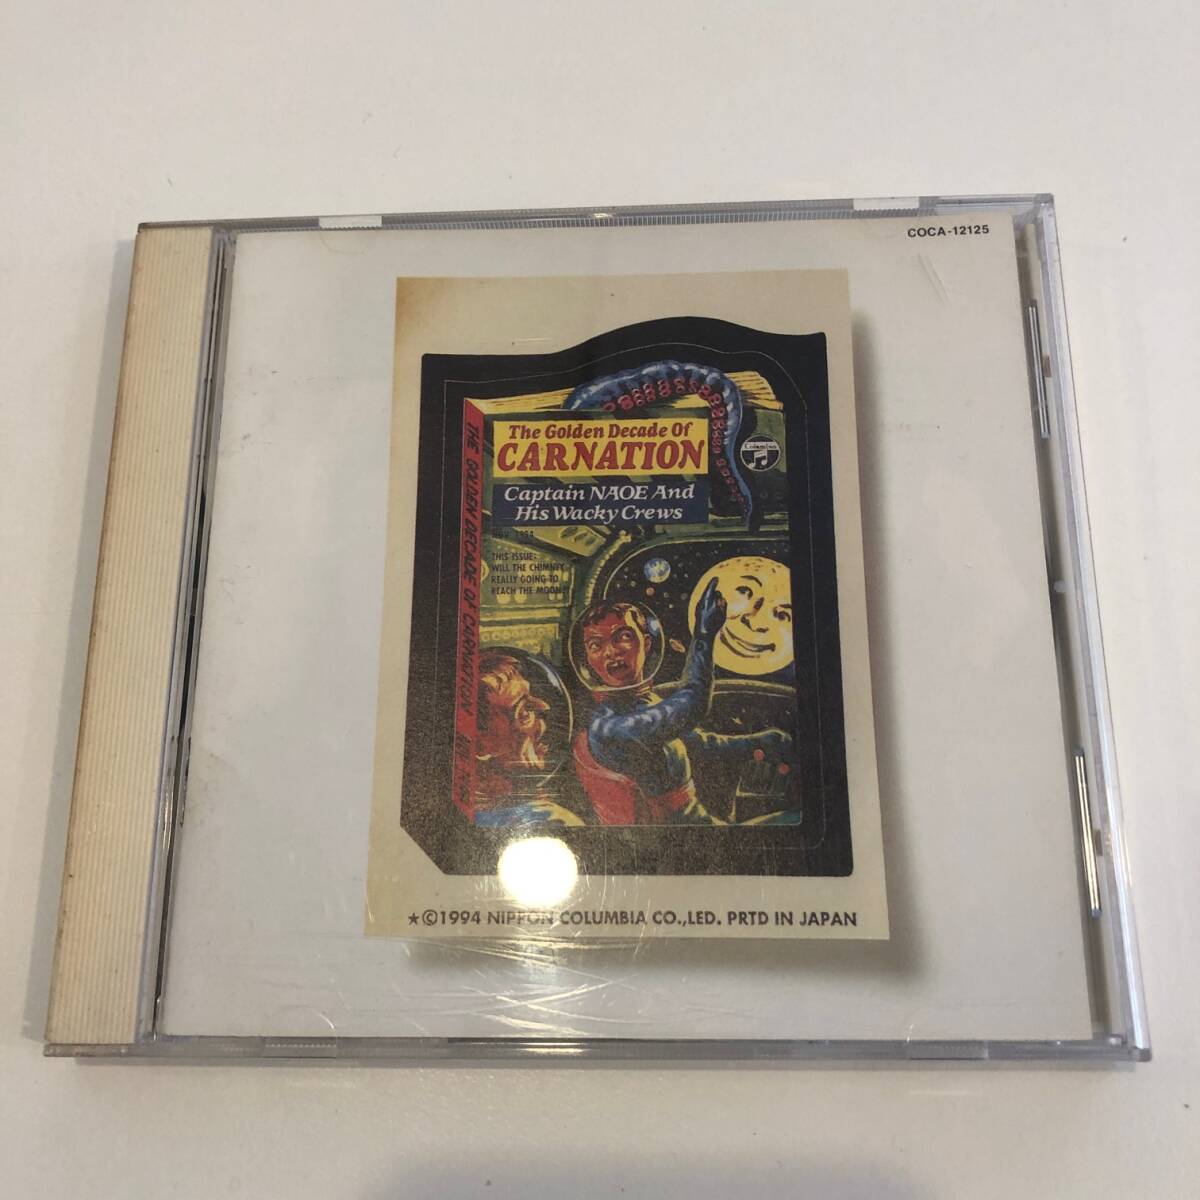 COCA-12125
The Golden Decade Of
CARNATION
Columbia
Captain NAOE And
His Wacky Crews
NOV 1994
THIS ISSUE:
WILL THE CHIMNEY
REALLY GOING TO
REACH THE MOON?
THE GOLDEN DECADE OF CARNATION
★©1994 NIPPON COLUMBIA CO.,LED. PRTD IN JAPAN